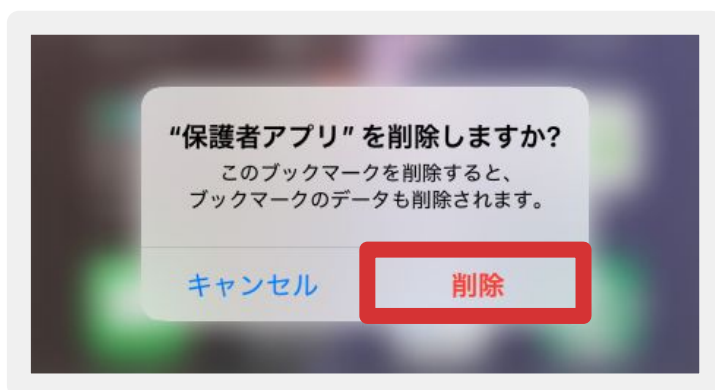 “保護者アプリ” を削除しますか?
このブックマークを削除すると、
ブックマークのデータも削除されます。
キャンセル
削除